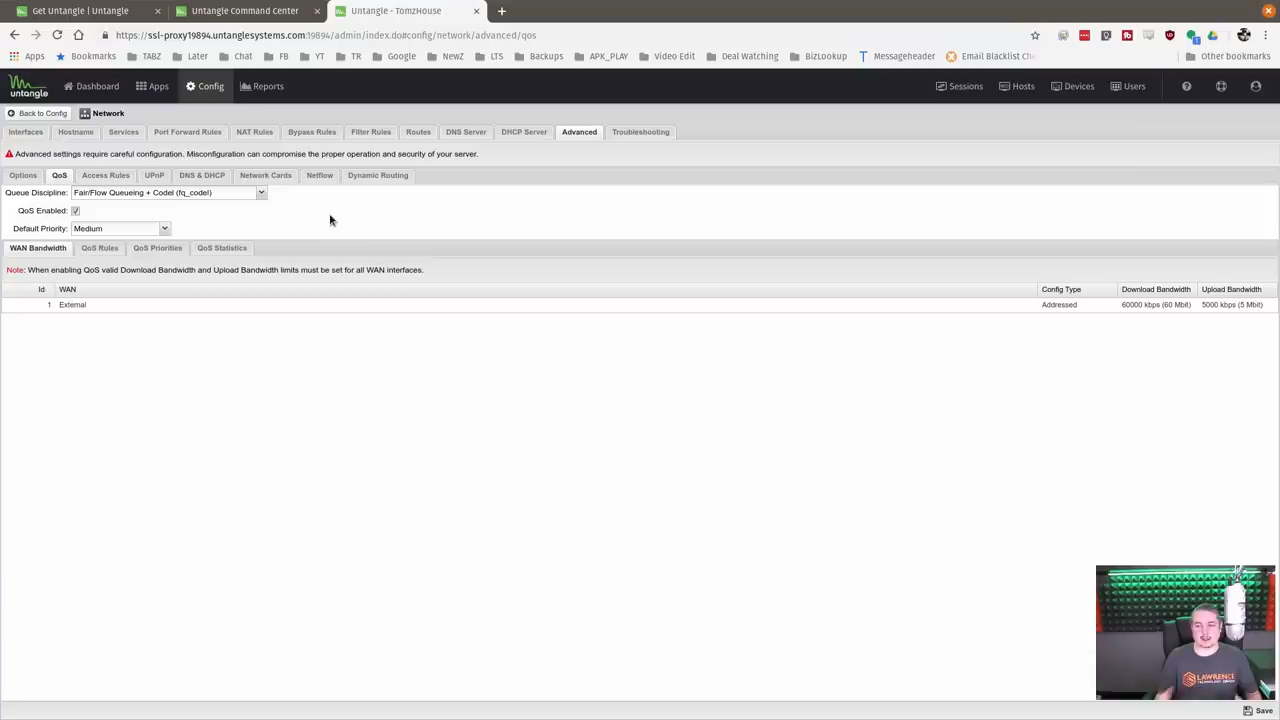 Get Untangle | Untangle
Untangle Command Center
Untangle - TomzHouse
https://ssl-proxy19894.untanglesystems.com:19894/admin/index.do#config/network/advanced/qos
Apps Bookmarks TABZ Later Chat FB YT TR Google NewZ LTS Backups APK_PLAY Video Edit Deal Watching BizLookup Messageheader Email Blacklist Che Other bookmarks
untangle Dashboard Apps Config Reports Sessions Hosts Devices Users
Back to Config Network
Interfaces Hostname Services Port Forward Rules NAT Rules Bypass Rules Filter Rules Routes DNS Server DHCP Server Advanced Troubleshooting
Advanced settings require careful configuration. Misconfiguration can compromise the proper operation and security of your server.
Options QoS Access Rules UPnP DNS & DHCP Network Cards Netflow Dynamic Routing
Queue Discipline: Fair/Flow Queueing + Codel (fq_codel)
QoS Enabled:
Default Priority: Medium
WAN Bandwidth QoS Rules QoS Priorities QoS Statistics
Note: When enabling QoS valid Download Bandwidth and Upload Bandwidth limits must be set for all WAN interfaces.
Id WAN Config Type Download Bandwidth Upload Bandwidth
1 External Addressed 60000 kbps (60 Mbit) 5000 kbps (5 Mbit)
LAWRENCE
Save